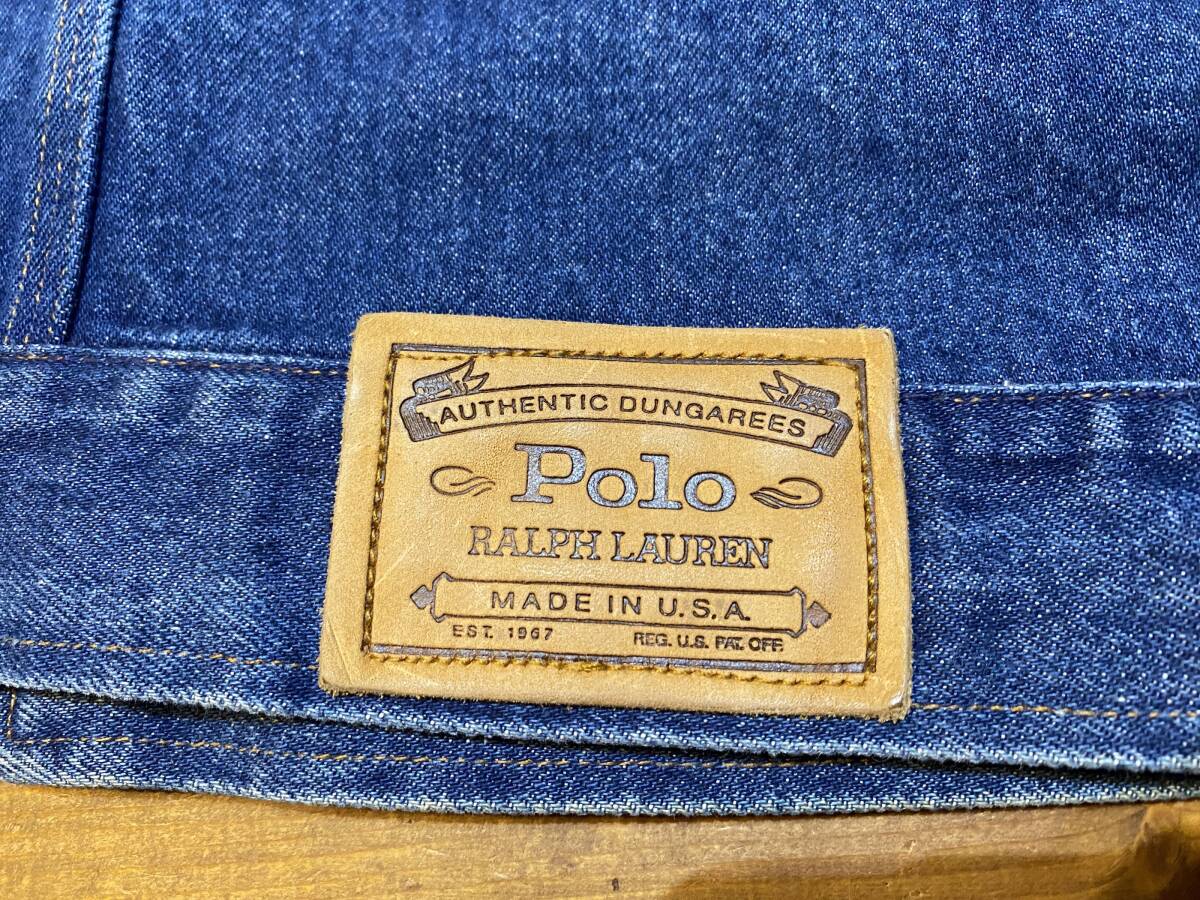 AUTHENTIC DUNGAREES
Polo
RALPH LAUREN
MADE IN U.S.A.
EST. 1967 REG. U.S. PAT. OFF.